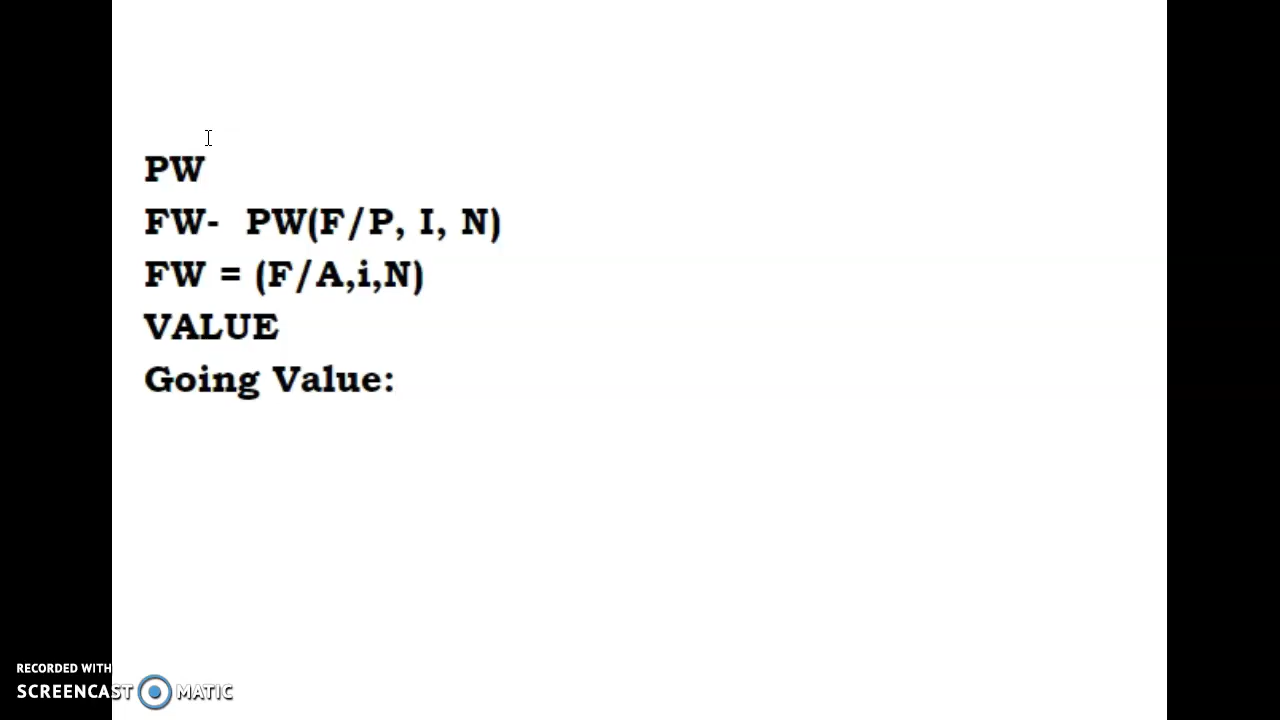 PW
FW- PW(F/P, I, N)
FW = (F/A,i,N)
VALUE
Going Value:
RECORDED WITH
SCREENCAST MATIC